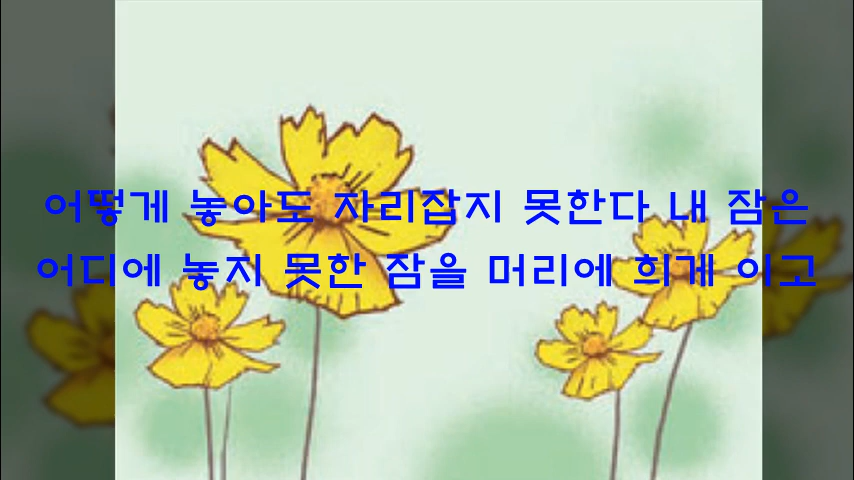 어떻게 놓아도 자리잡지 못한다 내 잠은
어디에 놓지 못한 잠을 머리에 희게 이고